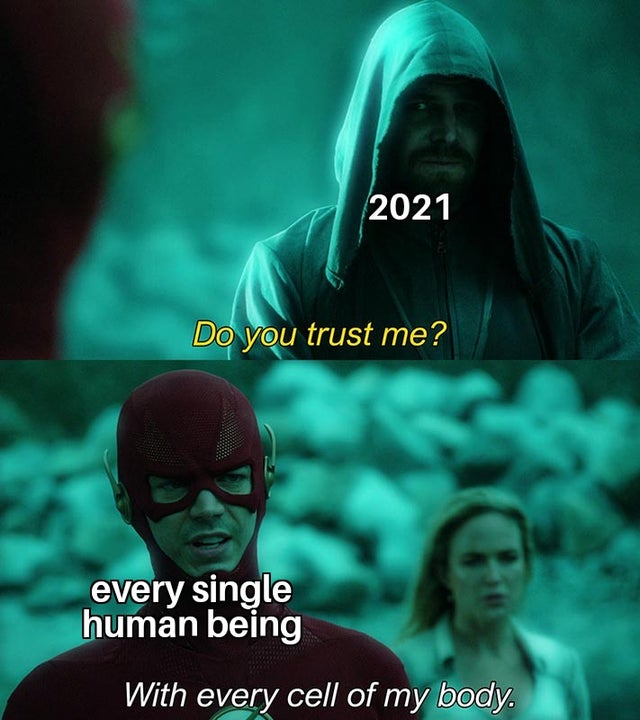 2021
Do you trust me?
every single
human being
With every cell of my body.